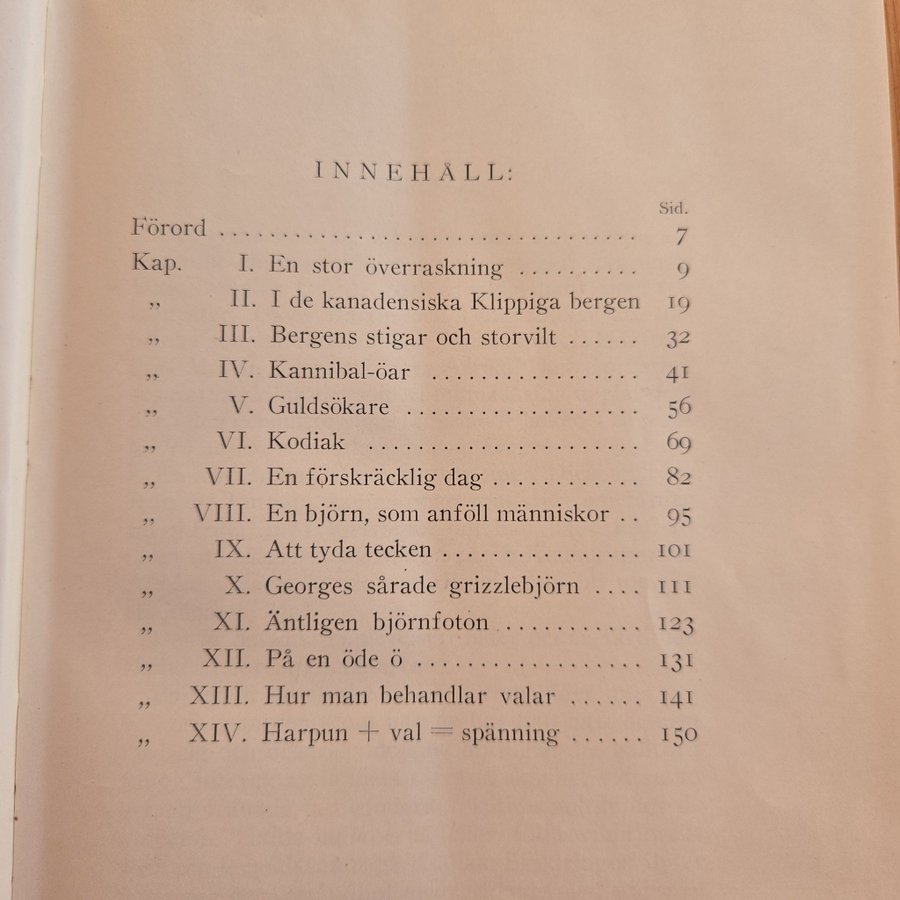 INNEHÅLL:
Sid.
Förord .................................. 7
Kap. I. En stor överraskning .......... 9
„ II. I de kanadensiska Klippiga bergen 19
„ III. Bergens stigar och storvilt ...... 32
„ IV. Kannibal-öar ................. 41
„ V. Guldsökare ................... 56
„ VI. Kodiak ...................... 69
„ VII. En förskräcklig dag ............ 82
„ VIII. En björn, som anföll människor .. 95
„ IX. Att tyda tecken ................ 101
„ X. Georges sårade grizzlebjörn .... 111
„ XI. Äntligen björnfoton ............ 123
„ XII. På en öde ö ................... 131
„ XIII. Hur man behandlar valar ...... 141
„ XIV. Harpun + val = spänning ...... 150